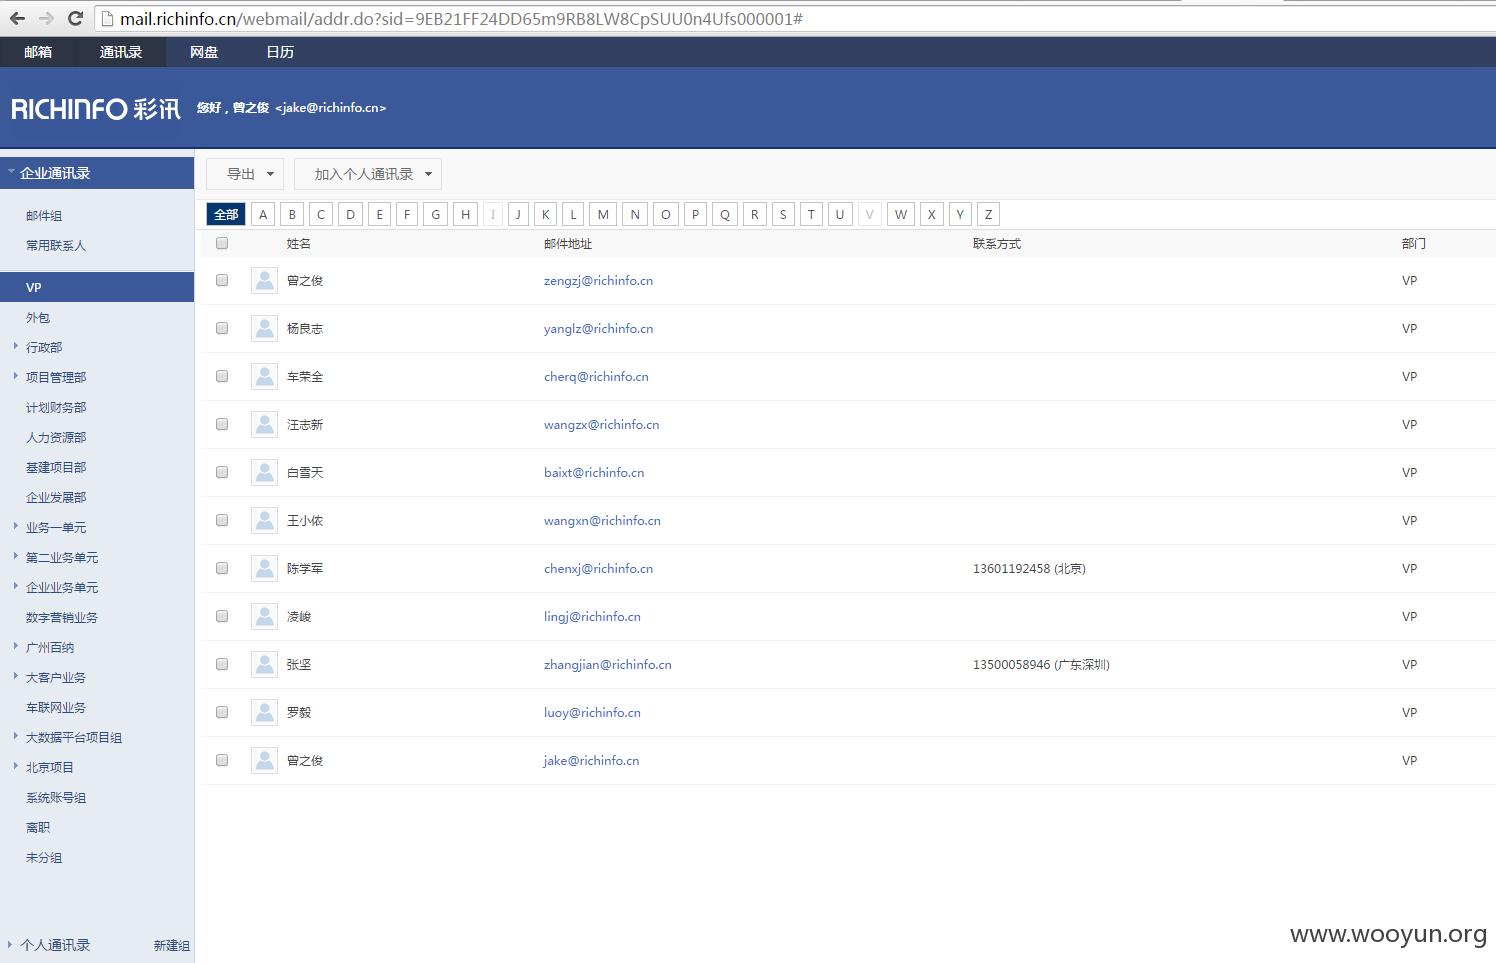 mail.richinfo.cn/webmail/addr.do?sid=9EB21FF24DD65m9RB8LW8CpSUU0n4Ufs000001#
邮箱 通讯录 网盘 日历
RICHINFO 彩讯 您好，曾之俊 <jake@richinfo.cn>
企业通讯录
邮件组
常用联系人
VP
外包
行政部
项目管理部
计划财务部
人力资源部
基建项目部
企业发展部
业务一单元
第二业务单元
企业业务单元
数字营销业务
广州百纳
大客户业务
车联网业务
大数据平台项目组
北京项目
系统账号组
离职
未分组
个人通讯录 新建组
导出 加入个人通讯录
全部 A B C D E F G H I J K L M N O P Q R S T U V W X Y Z
姓名 邮件地址 联系方式 部门
曾之俊 zengzj@richinfo.cn VP
杨良志 yanglz@richinfo.cn VP
车荣全 cherq@richinfo.cn VP
汪志新 wangzx@richinfo.cn VP
白雪天 baixt@richinfo.cn VP
王小侬 wangxn@richinfo.cn VP
陈学军 chenxj@richinfo.cn 13601192458 (北京) VP
凌峻 lingj@richinfo.cn VP
张坚 zhangjian@richinfo.cn 13500058946 (广东深圳) VP
罗毅 luoy@richinfo.cn VP
曾之俊 jake@richinfo.cn VP
www.wooyun.org